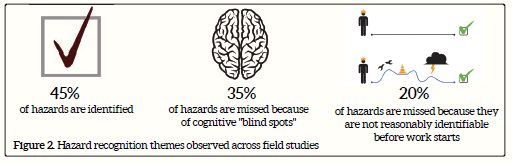 45%
of hazards are identified
35%
of hazards are missed because
of cognitive "blind spots"
20%
of hazards are missed because they
are not reasonably identifiable
before work starts
Figure 2. Hazard recognition themes observed across field studies